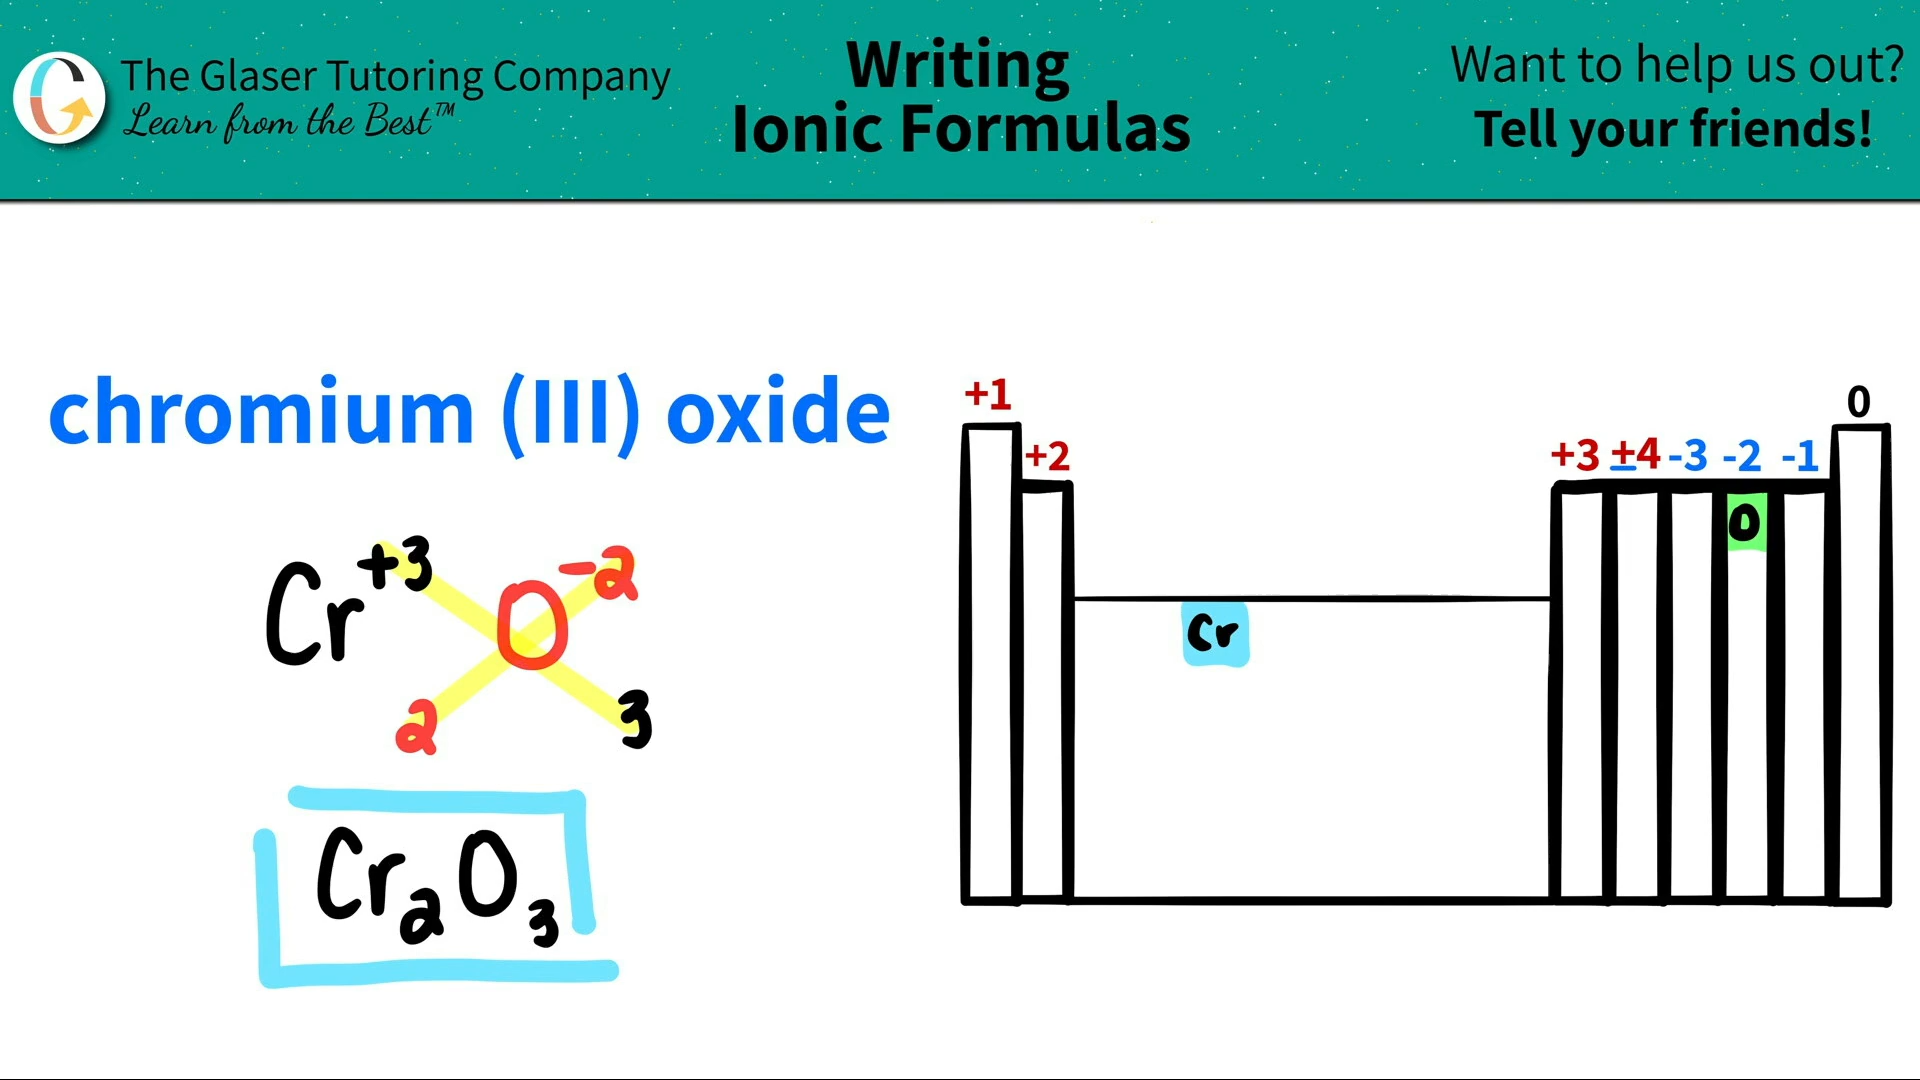 The Glaser Tutoring Company
Learn from the Best™
Writing
Ionic Formulas
Want to help us out?
Tell your friends!
chromium (III) oxide
Cr+3 O-2
2 3
Cr2O3
+1
+2
+3 ±4 -3 -2 -1
0
O
Cr